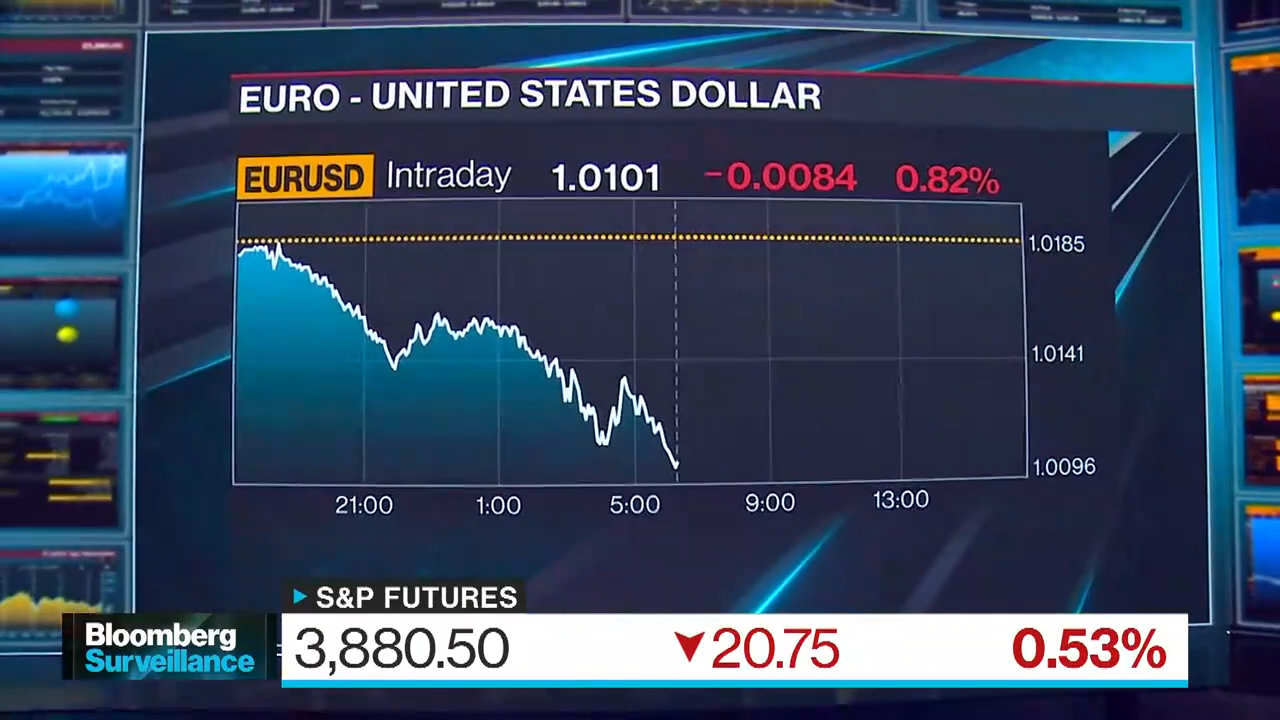 EURO - UNITED STATES DOLLAR
EURUSD Intraday 1.0101 -0.0084 0.82%
1.0185
1.0141
1.0096
21:00 1:00 5:00 9:00 13:00
S&P FUTURES
Bloomberg
Surveillance
3,880.50 ▼20.75 0.53%